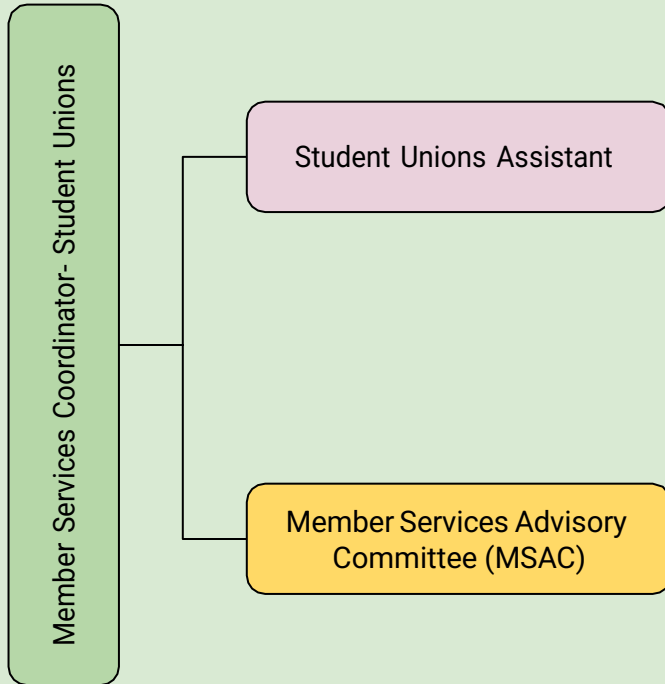 Member Services Coordinator- Student Unions
Student Unions Assistant
Member Services Advisory
Committee (MSAC)